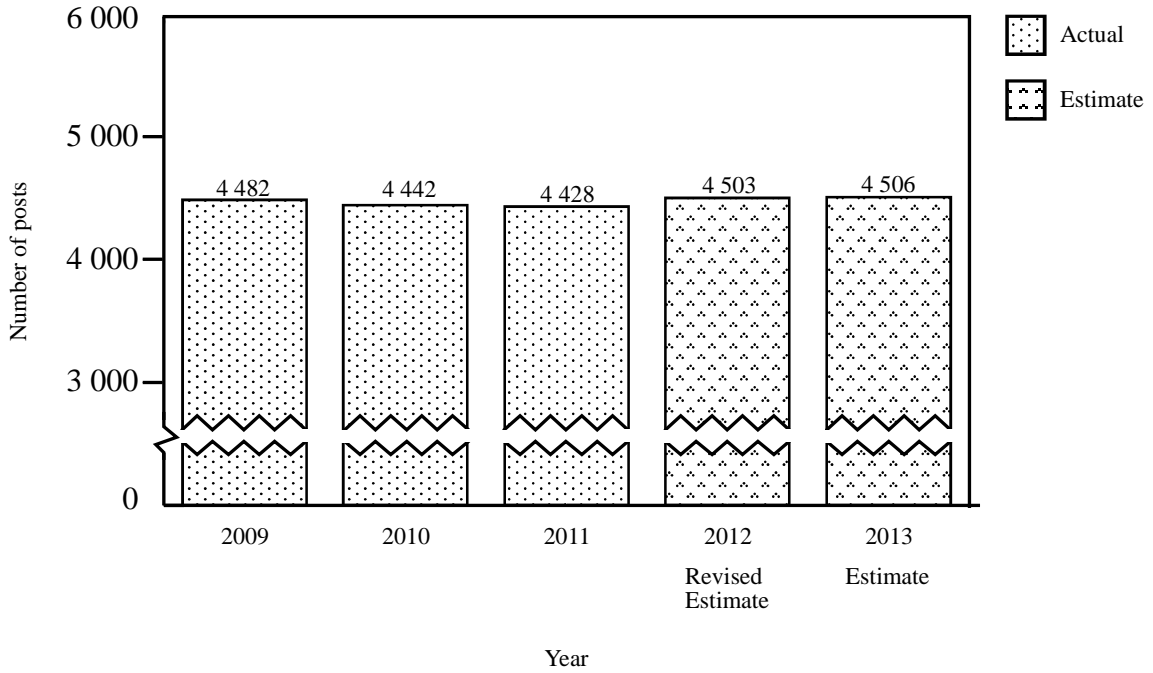 6 000
5 000
4 000
3 000
0
Number of posts
4 482
4 442
4 428
4 503
4 506
2009
2010
2011
2012
2013
Revised
Estimate
Estimate
Year
Actual
Estimate